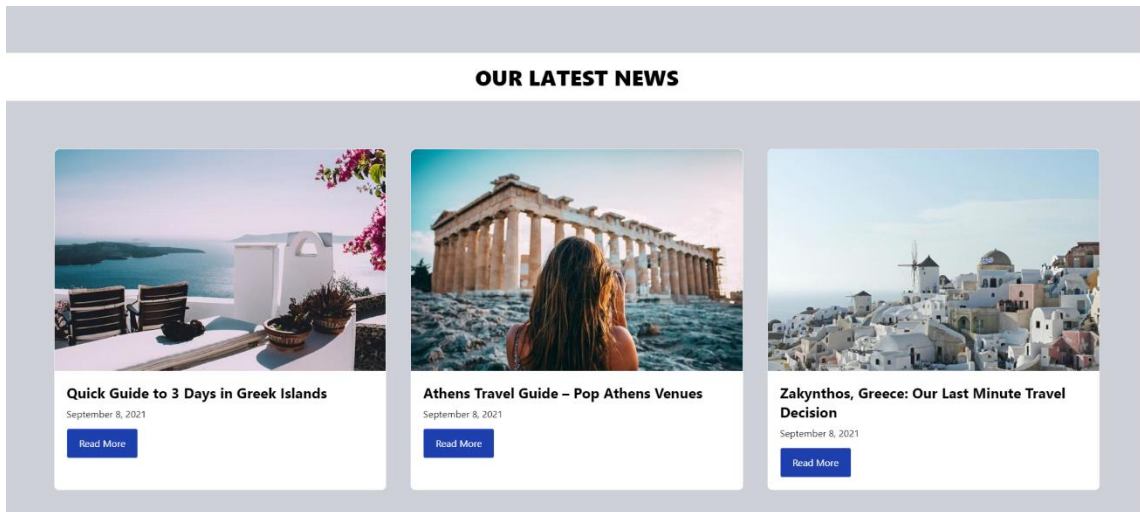 OUR LATEST NEWS
Quick Guide to 3 Days in Greek Islands
September 8, 2021
Read More
Athens Travel Guide – Pop Athens Venues
September 8, 2021
Read More
Zakynthos, Greece: Our Last Minute Travel
Decision
September 8, 2021
Read More